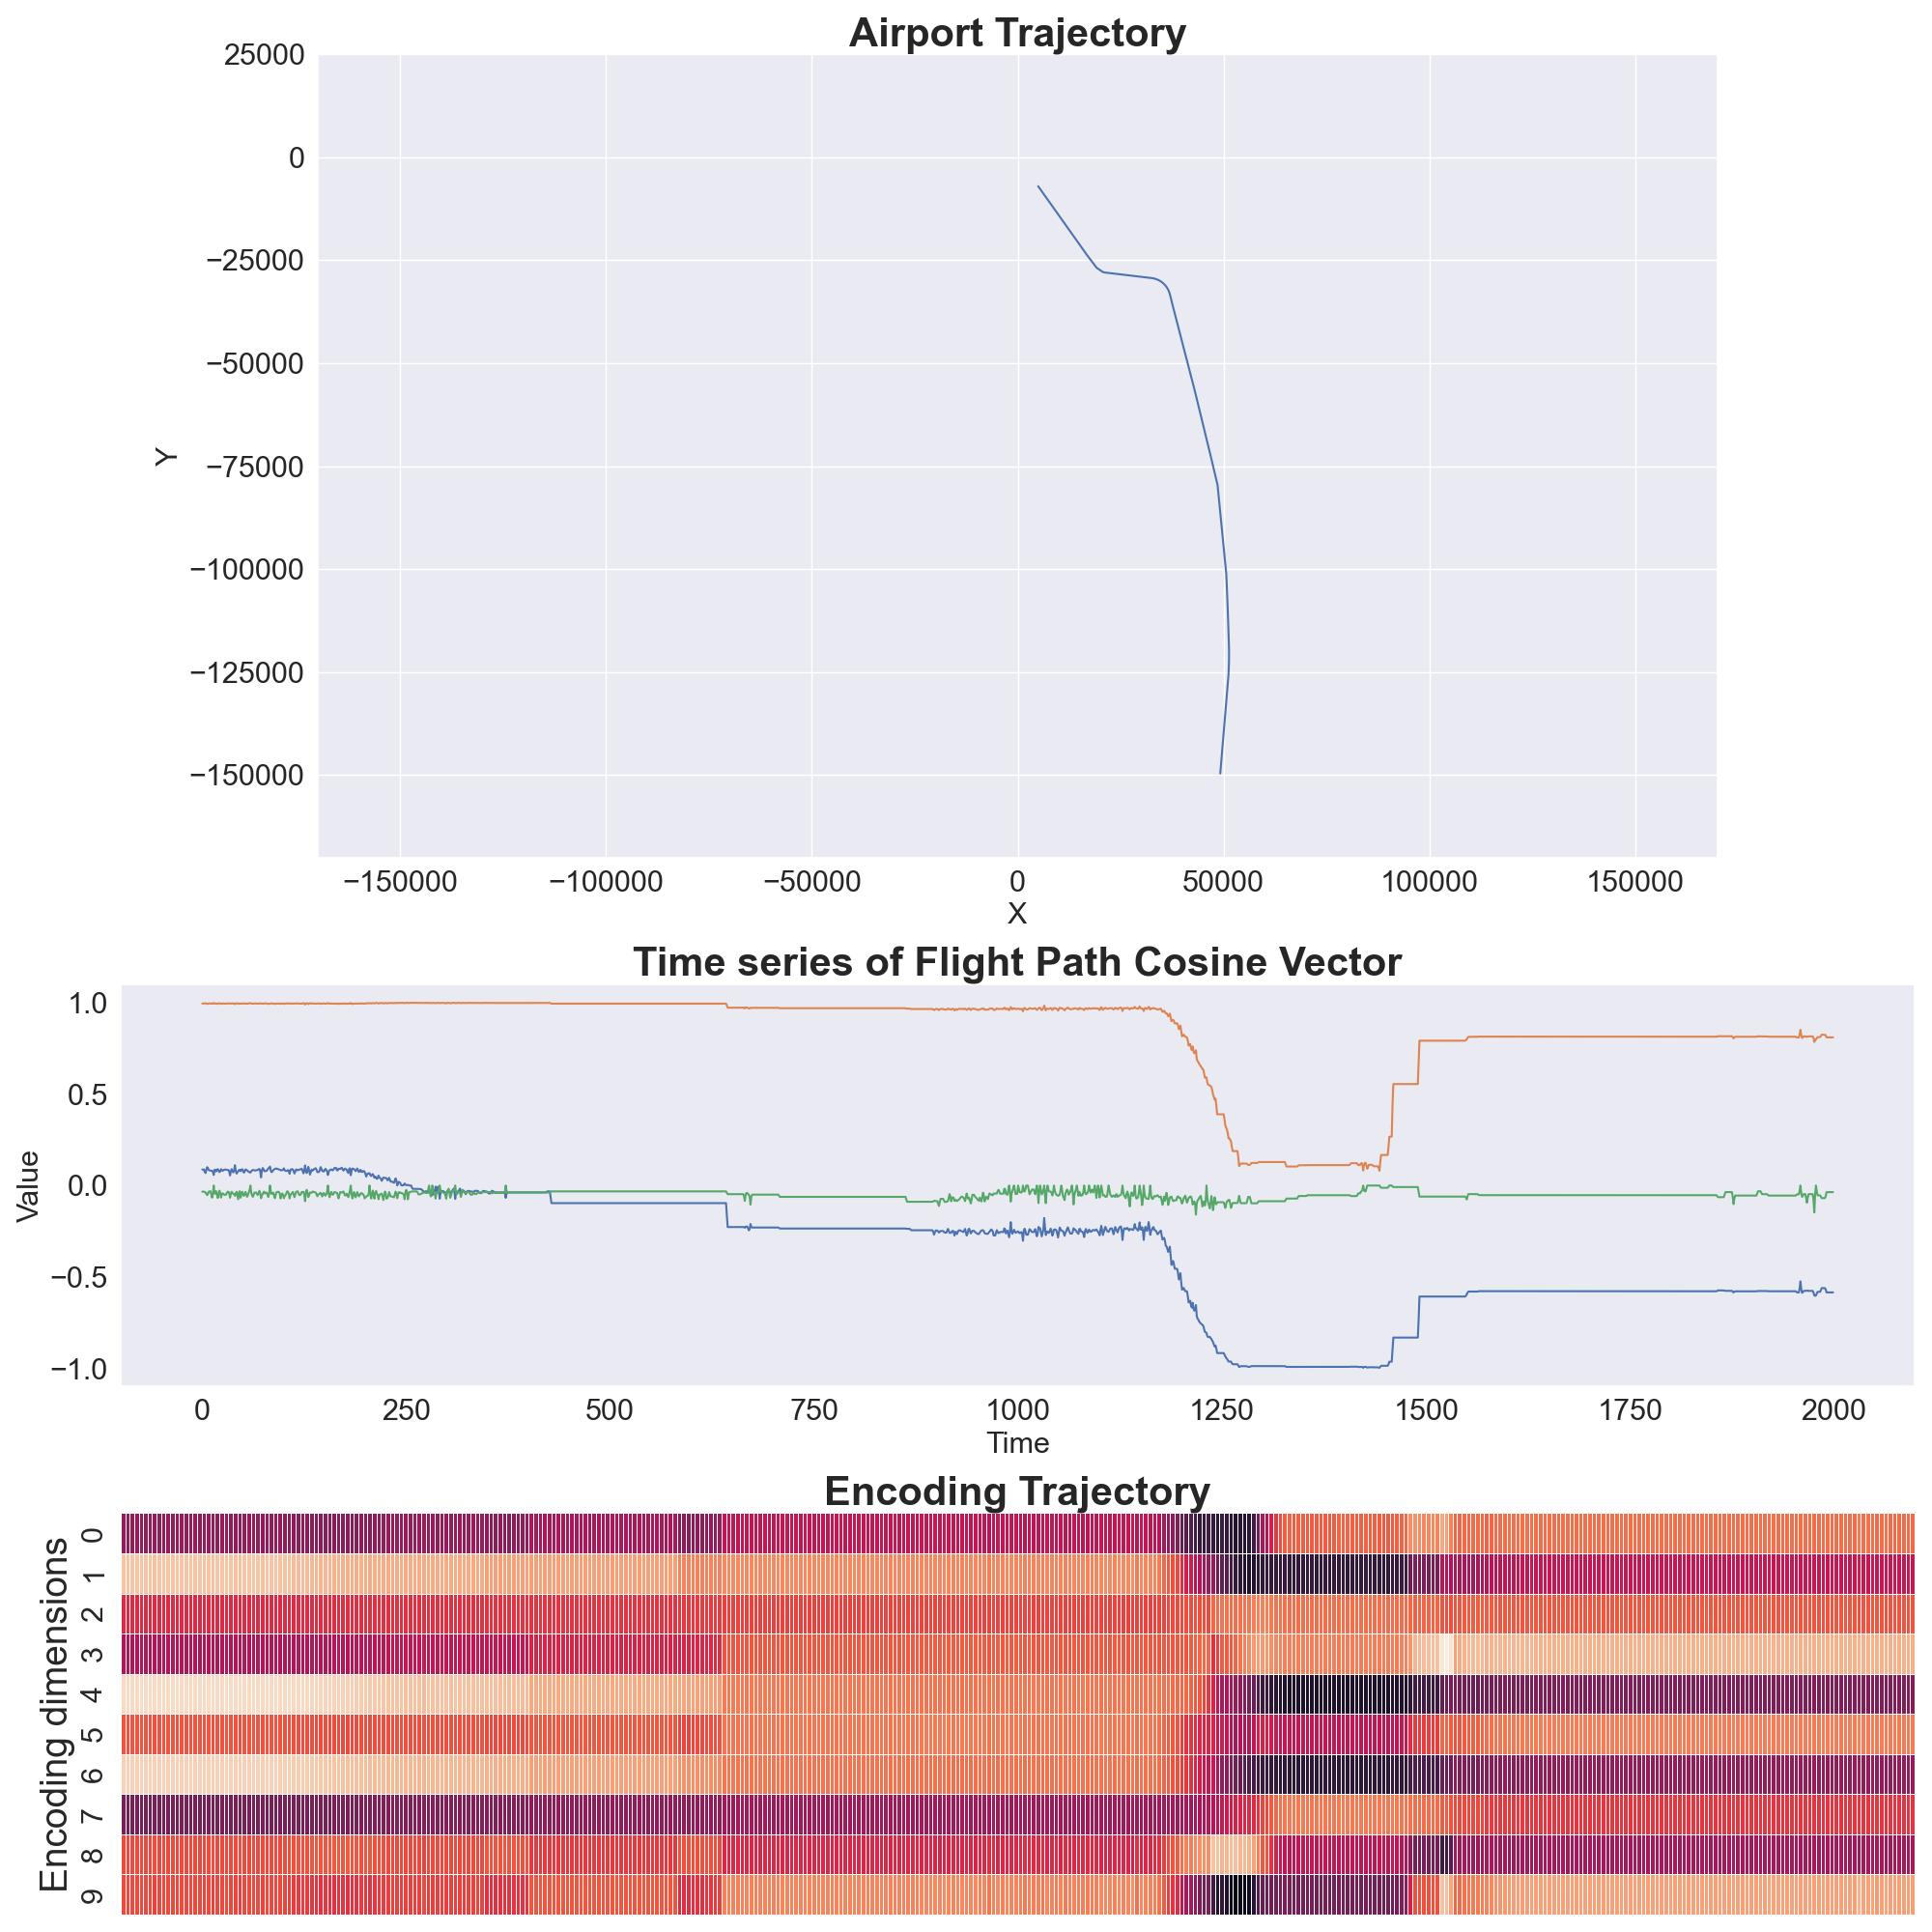 Airport Trajectory
25000
0
−25000
−50000
−75000
−100000
−125000
−150000
Y
−150000 −100000 −50000 0 50000 100000 150000
X
Time series of Flight Path Cosine Vector
1.0
0.5
0.0
−0.5
−1.0
Value
0 250 500 750 1000 1250 1500 1750 2000
Time
Encoding Trajectory
Encoding dimensions
0
1
2
3
4
5
6
7
8
9